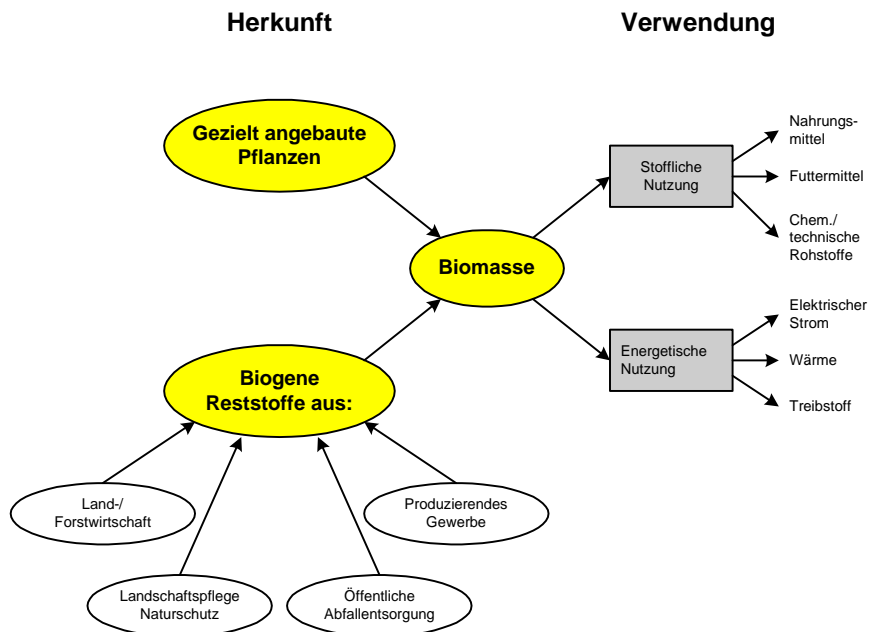 Herkunft
Verwendung
Gezielt angebaute
Pflanzen
Nahrungs-
mittel
Stoffliche
Nutzung
Futtermittel
Chem./
technische
Rohstoffe
Biomasse
Elektrischer
Strom
Energetische
Nutzung
Wärme
Treibstoff
Biogene
Reststoffe aus:
Land-/
Forstwirtschaft
Produzierendes
Gewerbe
Landschaftspflege
Naturschutz
Öffentliche
Abfallentsorgung